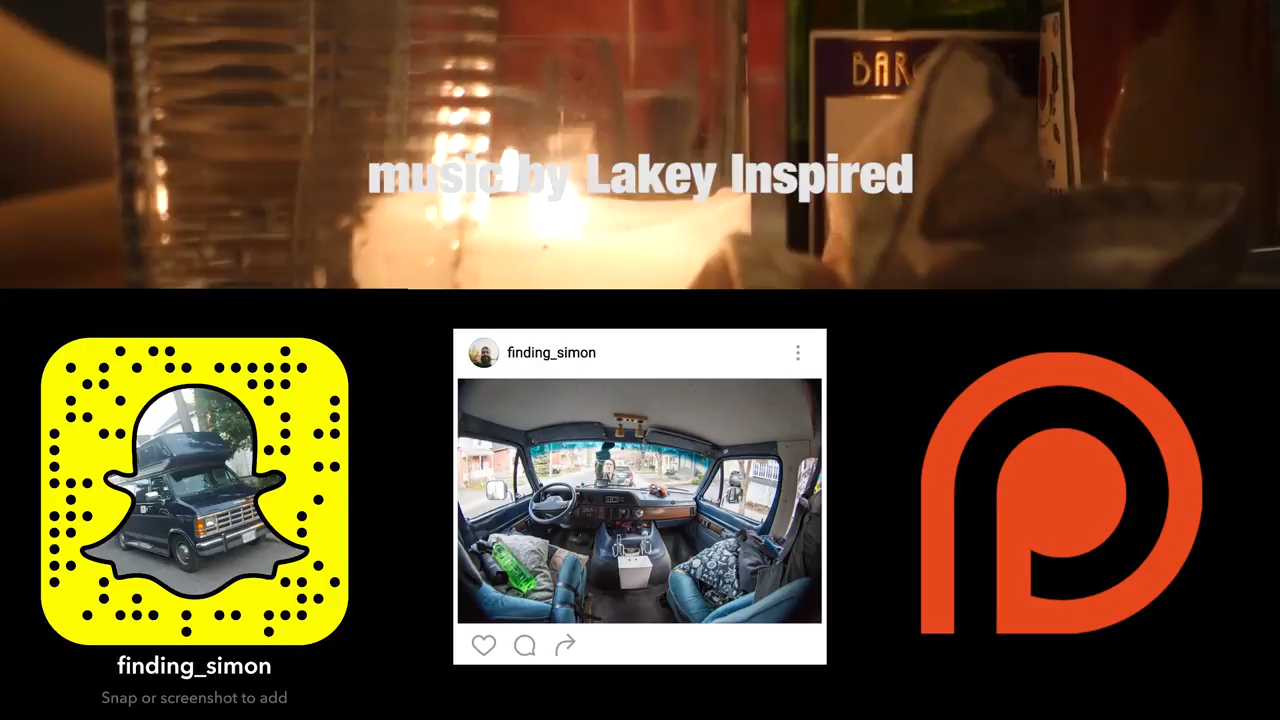 music by Lakey Inspired
finding_simon
finding_simon
Snap or screenshot to add